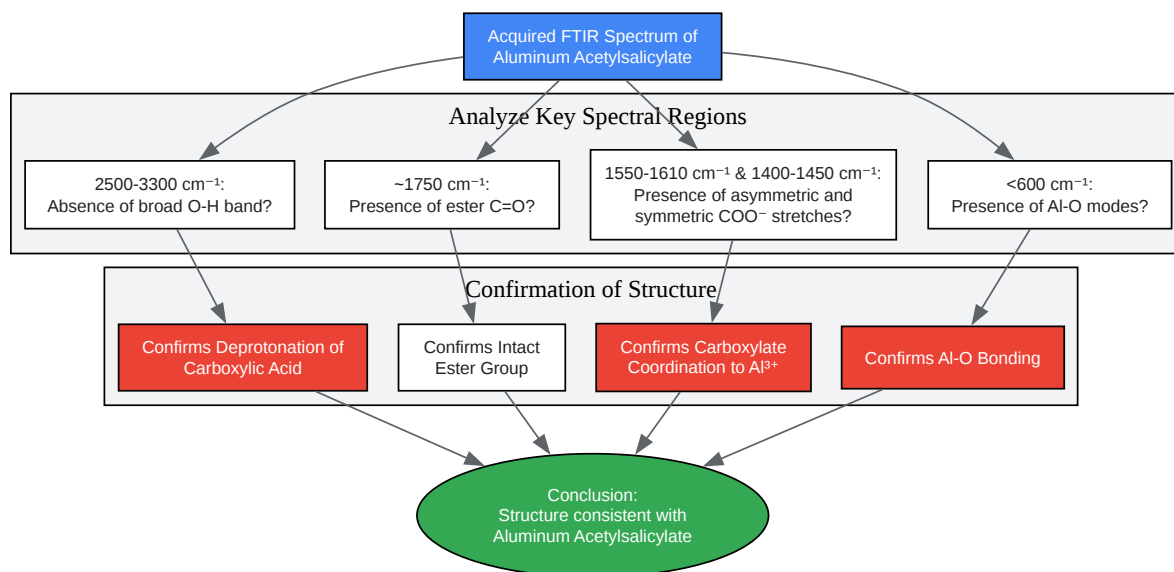 Acquired FTIR Spectrum of
Aluminum Acetylsalicylate
Analyze Key Spectral Regions
2500-3300 cm⁻¹:
Absence of broad O-H band?
~1750 cm⁻¹:
Presence of ester C=O?
1550-1610 cm⁻¹ & 1400-1450 cm⁻¹:
Presence of asymmetric and
symmetric COO⁻ stretches?
<600 cm⁻¹:
Presence of Al-O modes?
Confirmation of Structure
Confirms Deprotonation of
Carboxylic Acid
Confirms Intact
Ester Group
Confirms Carboxylate
Coordination to Al³⁺
Confirms Al-O Bonding
Conclusion:
Structure consistent with
Aluminum Acetylsalicylate